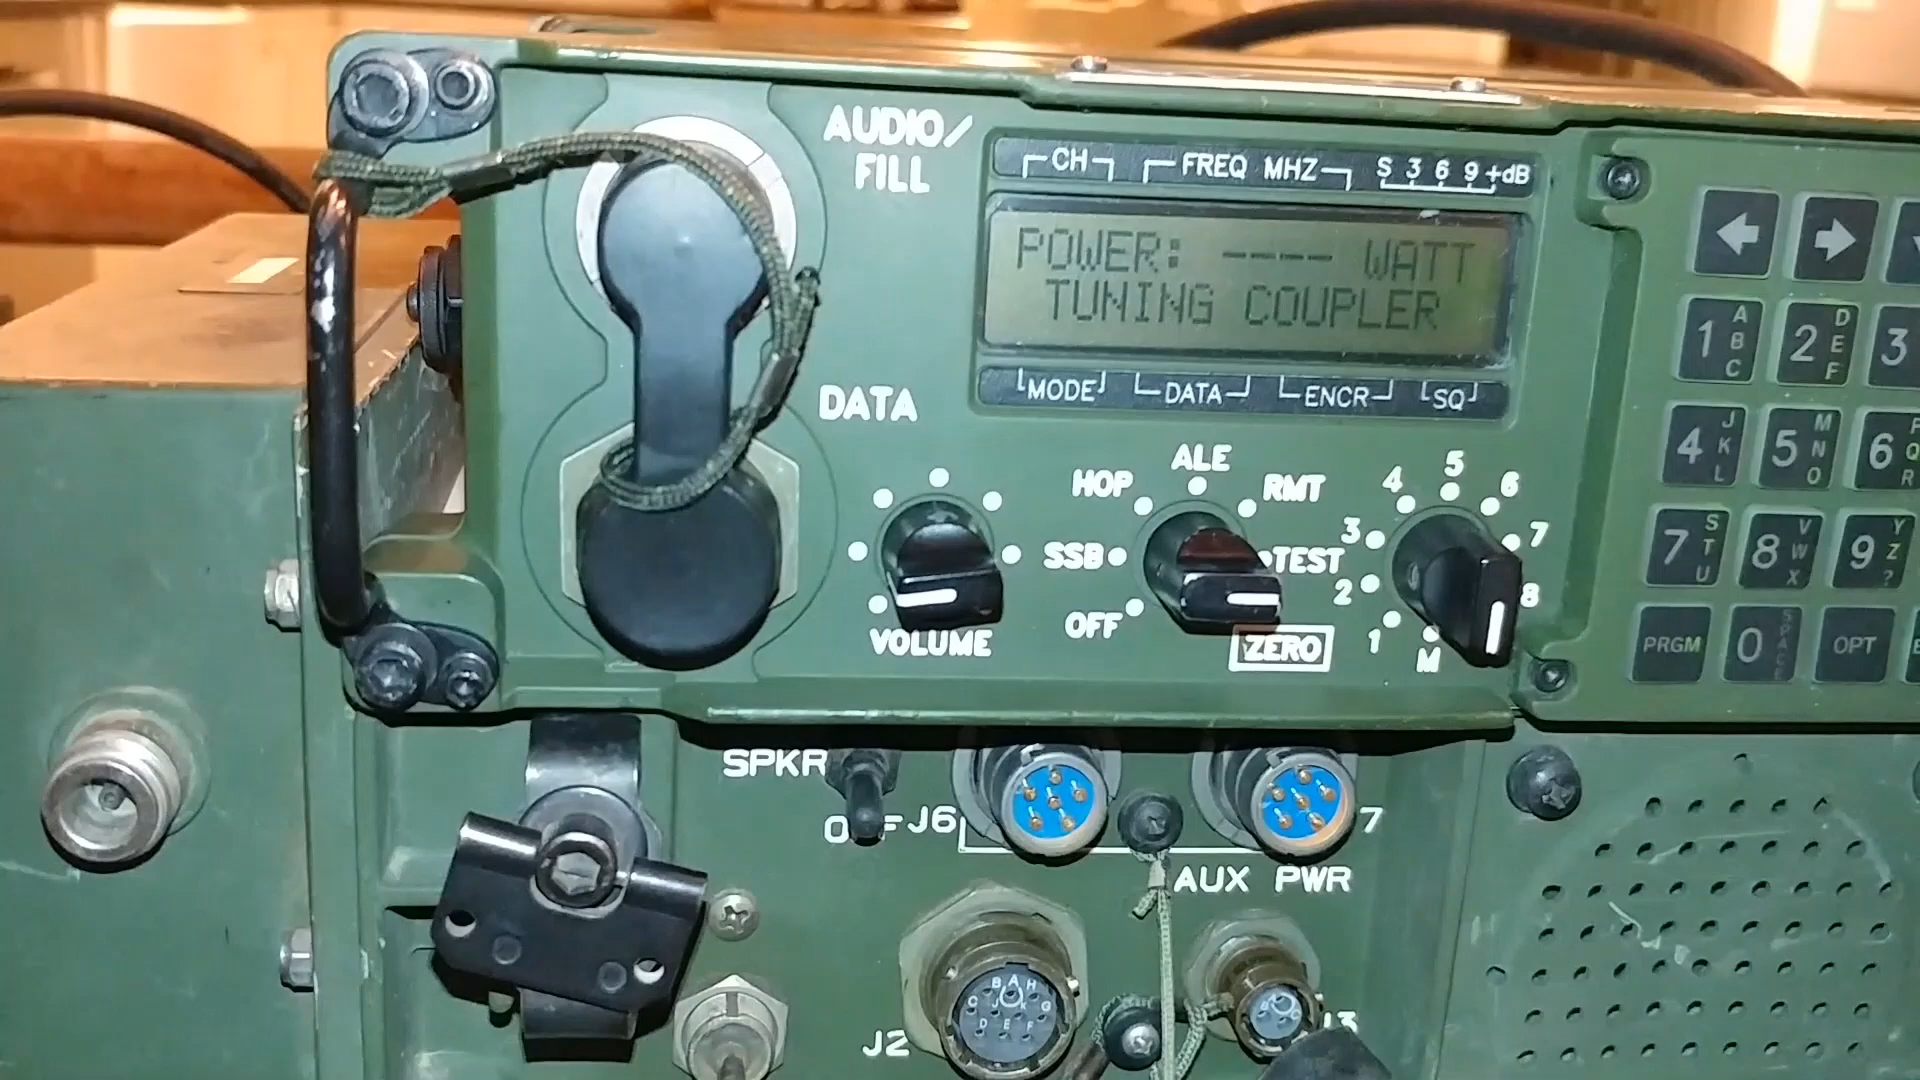 AUDIO/
FILL
CH FREQ MHZ S 3 6 9 +dB
POWER: ---- WATT
TUNING COUPLER
MODE DATA ENCR SQ
DATA
VOLUME
OFF SSB HOP ALE RMT TEST
ZERO
M 1 2 3 4 5 6 7 8
1 ABC 2 DEF 3
4 JKL 5 MNO 6 PQR
7 STU 8 VWX 9 YZ?
PRGM 0 SPACE OPT
SPKR
J6
7
AUX PWR
J2
B A H
C J K G
D E F